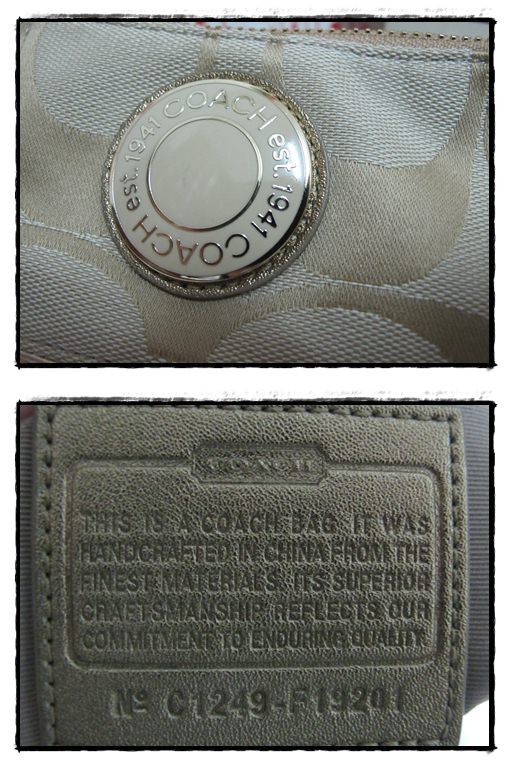 COACH est. 1941 COACH est. 1941
COACH
THIS IS A COACH BAG. IT WAS
HANDCRAFTED IN CHINA FROM THE
FINEST MATERIALS. ITS SUPERIOR
CRAFTSMANSHIP REFLECTS OUR
COMMITMENT TO ENDURING QUALITY.
Nº C1249-F19201